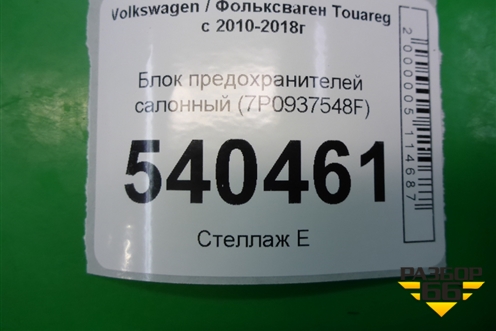 Volkswagen / Фольксваген Touareg
с 2010-2018г
Блок предохранителей
салонный (7P0937548F)
540461
Стеллаж E
2000005114687
РАЗБОР
66